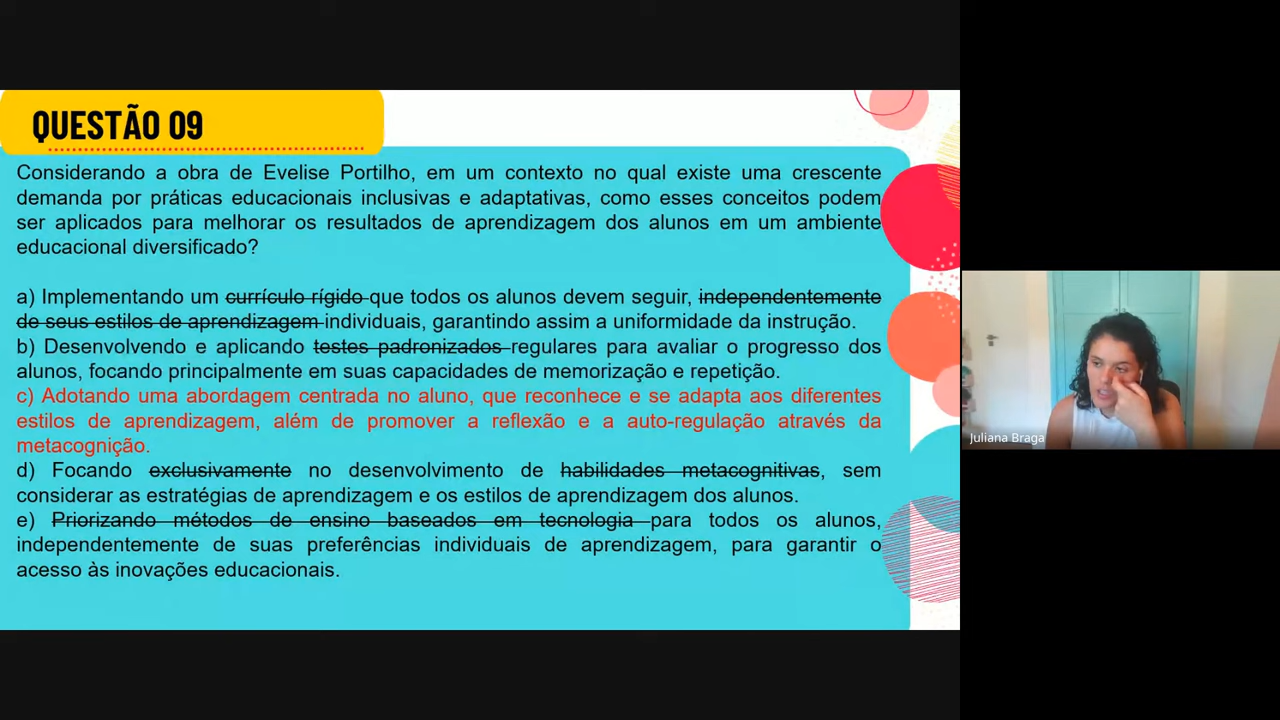 QUESTÃO 09
Considerando a obra de Evelise Portilho, em um contexto no qual existe uma crescente
demanda por práticas educacionais inclusivas e adaptativas, como esses conceitos podem
ser aplicados para melhorar os resultados de aprendizagem dos alunos em um ambiente
educacional diversificado?
a) Implementando um currículo rígido que todos os alunos devem seguir, independentemente
de seus estilos de aprendizagem individuais, garantindo assim a uniformidade da instrução.
b) Desenvolvendo e aplicando testes padronizados regulares para avaliar o progresso dos
alunos, focando principalmente em suas capacidades de memorização e repetição.
c) Adotando uma abordagem centrada no aluno, que reconhece e se adapta aos diferentes
estilos de aprendizagem, além de promover a reflexão e a auto-regulação através da
metacognição.
d) Focando exclusivamente no desenvolvimento de habilidades metacognitivas, sem
considerar as estratégias de aprendizagem e os estilos de aprendizagem dos alunos.
e) Priorizando métodos de ensino baseados em tecnologia para todos os alunos,
independentemente de suas preferências individuais de aprendizagem, para garantir o
acesso às inovações educacionais.
Juliana Braga